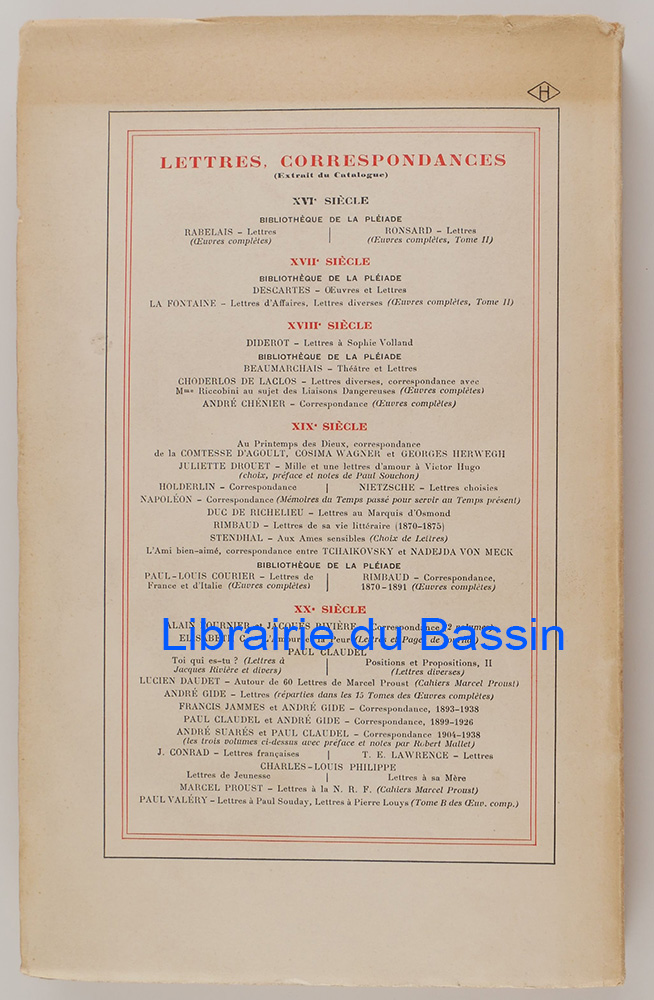 H
LETTRES, CORRESPONDANCES
(Extrait du Catalogue)
XVIe SIÈCLE
BIBLIOTHÈQUE DE LA PLÉIADE
RABELAIS – Lettres
(Œuvres complètes)
RONSARD – Lettres
(Œuvres complètes, Tome II)
XVIIe SIÈCLE
BIBLIOTHÈQUE DE LA PLÉIADE
DESCARTES – Œuvres et Lettres
LA FONTAINE – Lettres d'Affaires, Lettres diverses (Œuvres complètes, Tome II)
XVIIIe SIÈCLE
DIDEROT – Lettres à Sophie Volland
BIBLIOTHÈQUE DE LA PLÉIADE
BEAUMARCHAIS – Théâtre et Lettres
CHODERLOS DE LACLOS – Lettres diverses, correspondance avec
Mme Riccobini au sujet des Liaisons Dangereuses (Œuvres complètes)
ANDRÉ CHÉNIER – Correspondance (Œuvres complètes)
XIXe SIÈCLE
Au Printemps des Dieux, correspondance
de la COMTESSE D'AGOULT, COSIMA WAGNER et GEORGES HERWEGH
JULIETTE DROUET – Mille et une lettres d'amour à Victor Hugo
(choix, préface et notes de Paul Souchon)
HOLDERLIN – Correspondance
NIETZSCHE – Lettres choisies
NAPOLÉON – Correspondance (Mémoires du Temps passé pour servir au Temps présent)
DUC DE RICHELIEU – Lettres au Marquis d'Osmond
RIMBAUD – Lettres de sa vie littéraire (1870–1875)
STENDHAL – Aux Ames sensibles (Choix de Lettres)
L'Ami bien-aimé, correspondance entre TCHAIKOVSKY et NADEJDA VON MECK
BIBLIOTHÈQUE DE LA PLÉIADE
PAUL-LOUIS COURIER – Lettres de
France et d'Italie (Œuvres complètes)
RIMBAUD – Correspondance,
1870–1891 (Œuvres complètes)
XXe SIÈCLE
ALAIN FOURNIER et JACQUES RIVIÈRE – Correspondance (2 volumes)
Librairie du Bassin
PAUL CLAUDEL
Toi qui es-tu ? (Lettres à
Jacques Rivière et divers)
Positions et Propositions, II
(Lettres diverses)
LUCIEN DAUDET – Autour de 60 Lettres de Marcel Proust (Cahiers Marcel Proust)
ANDRÉ GIDE – Lettres (réparties dans les 15 Tomes des Œuvres complètes)
FRANCIS JAMMES et ANDRÉ GIDE – Correspondance, 1893-1938
PAUL CLAUDEL et ANDRÉ GIDE – Correspondance, 1899-1926
ANDRÉ SUARÉS et PAUL CLAUDEL – Correspondance 1904-1938
(les trois volumes ci-dessus avec préface et notes par Robert Mallet)
J. CONRAD – Lettres françaises
T. E. LAWRENCE – Lettres
CHARLES-LOUIS PHILIPPE
Lettres de Jeunesse
Lettres à sa Mère
MARCEL PROUST – Lettres à la N. R. F. (Cahiers Marcel Proust)
PAUL VALÉRY – Lettres à Paul Souday, Lettres à Pierre Louys (Tome B des Œuv. comp.)